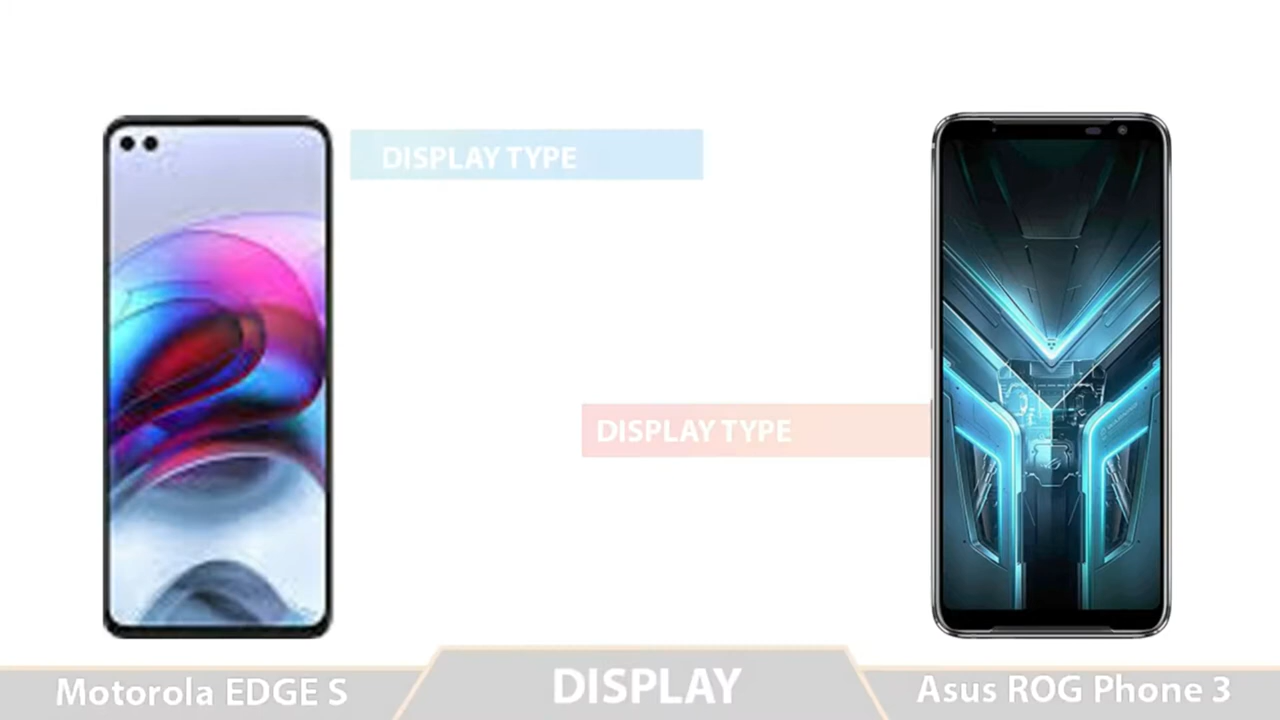 DISPLAY TYPE
DISPLAY TYPE
Motorola EDGE S
DISPLAY
Asus ROG Phone 3